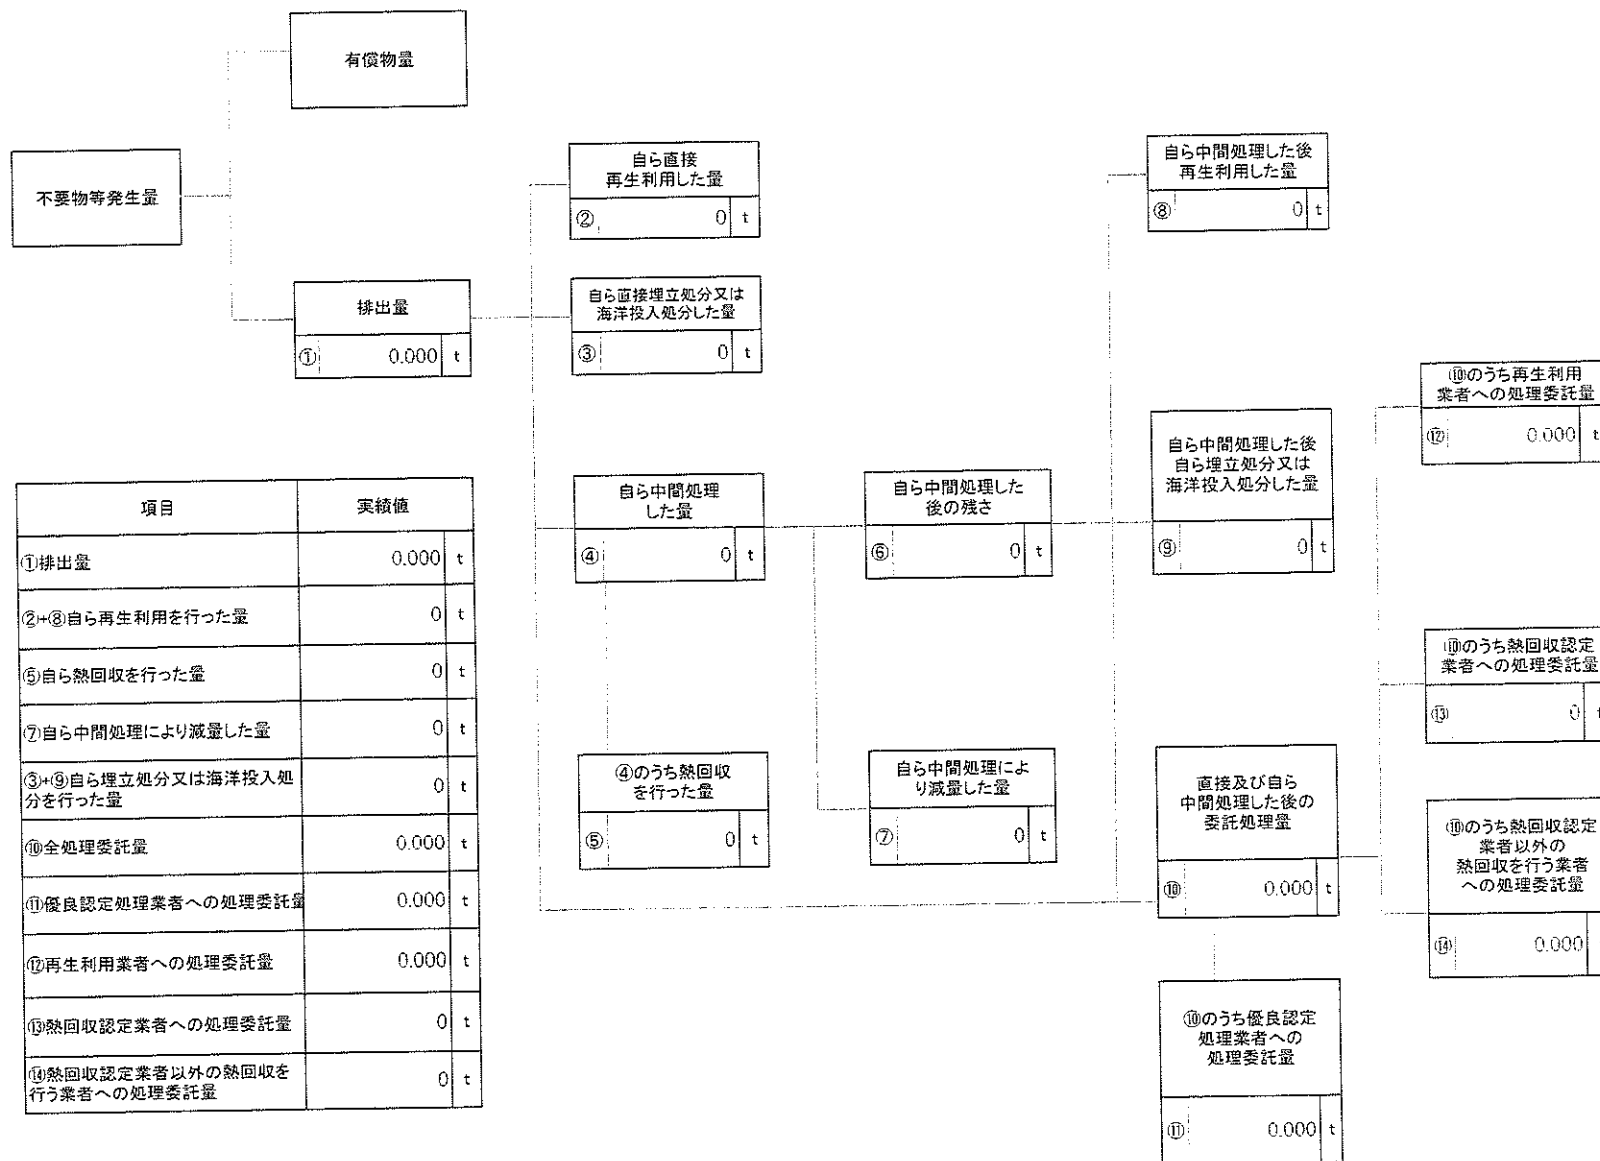 有償物量
不要物等発生量
排出量
① 0.000 t
自ら直接
再生利用した量
② 0 t
自ら直接埋立処分又は
海洋投入処分した量
③ 0 t
自ら中間処理
した量
④ 0 t
④のうち熱回収
を行った量
⑤ 0 t
自ら中間処理した
後の残さ
⑥ 0 t
自ら中間処理によ
り減量した量
⑦ 0 t
自ら中間処理した後
再生利用した量
⑧ 0 t
自ら中間処理した後
自ら埋立処分又は
海洋投入処分した量
⑨ 0 t
直接及び自ら
中間処理した後の
委託処理量
⑩ 0.000 t
⑩のうち優良認定
処理業者への
処理委託量
⑪ 0.000 t
⑩のうち再生利用
業者への処理委託量
⑫ 0.000 t
⑩のうち熱回収認定
業者への処理委託量
⑬ 0 t
⑩のうち熱回収認定
業者以外の
熱回収を行う業者
への処理委託量
⑭ 0.000
項目 実績値
①排出量 0.000 t
②+⑧自ら再生利用を行った量 0 t
⑤自ら熱回収を行った量 0 t
⑦自ら中間処理により減量した量 0 t
③+⑨自ら埋立処分又は海洋投入処
分を行った量 0 t
⑩全処理委託量 0.000 t
⑪優良認定処理業者への処理委託量 0.000 t
⑫再生利用業者への処理委託量 0.000 t
⑬熱回収認定業者への処理委託量 0 t
⑭熱回収認定業者以外の熱回収を
行う業者への処理委託量 0 t